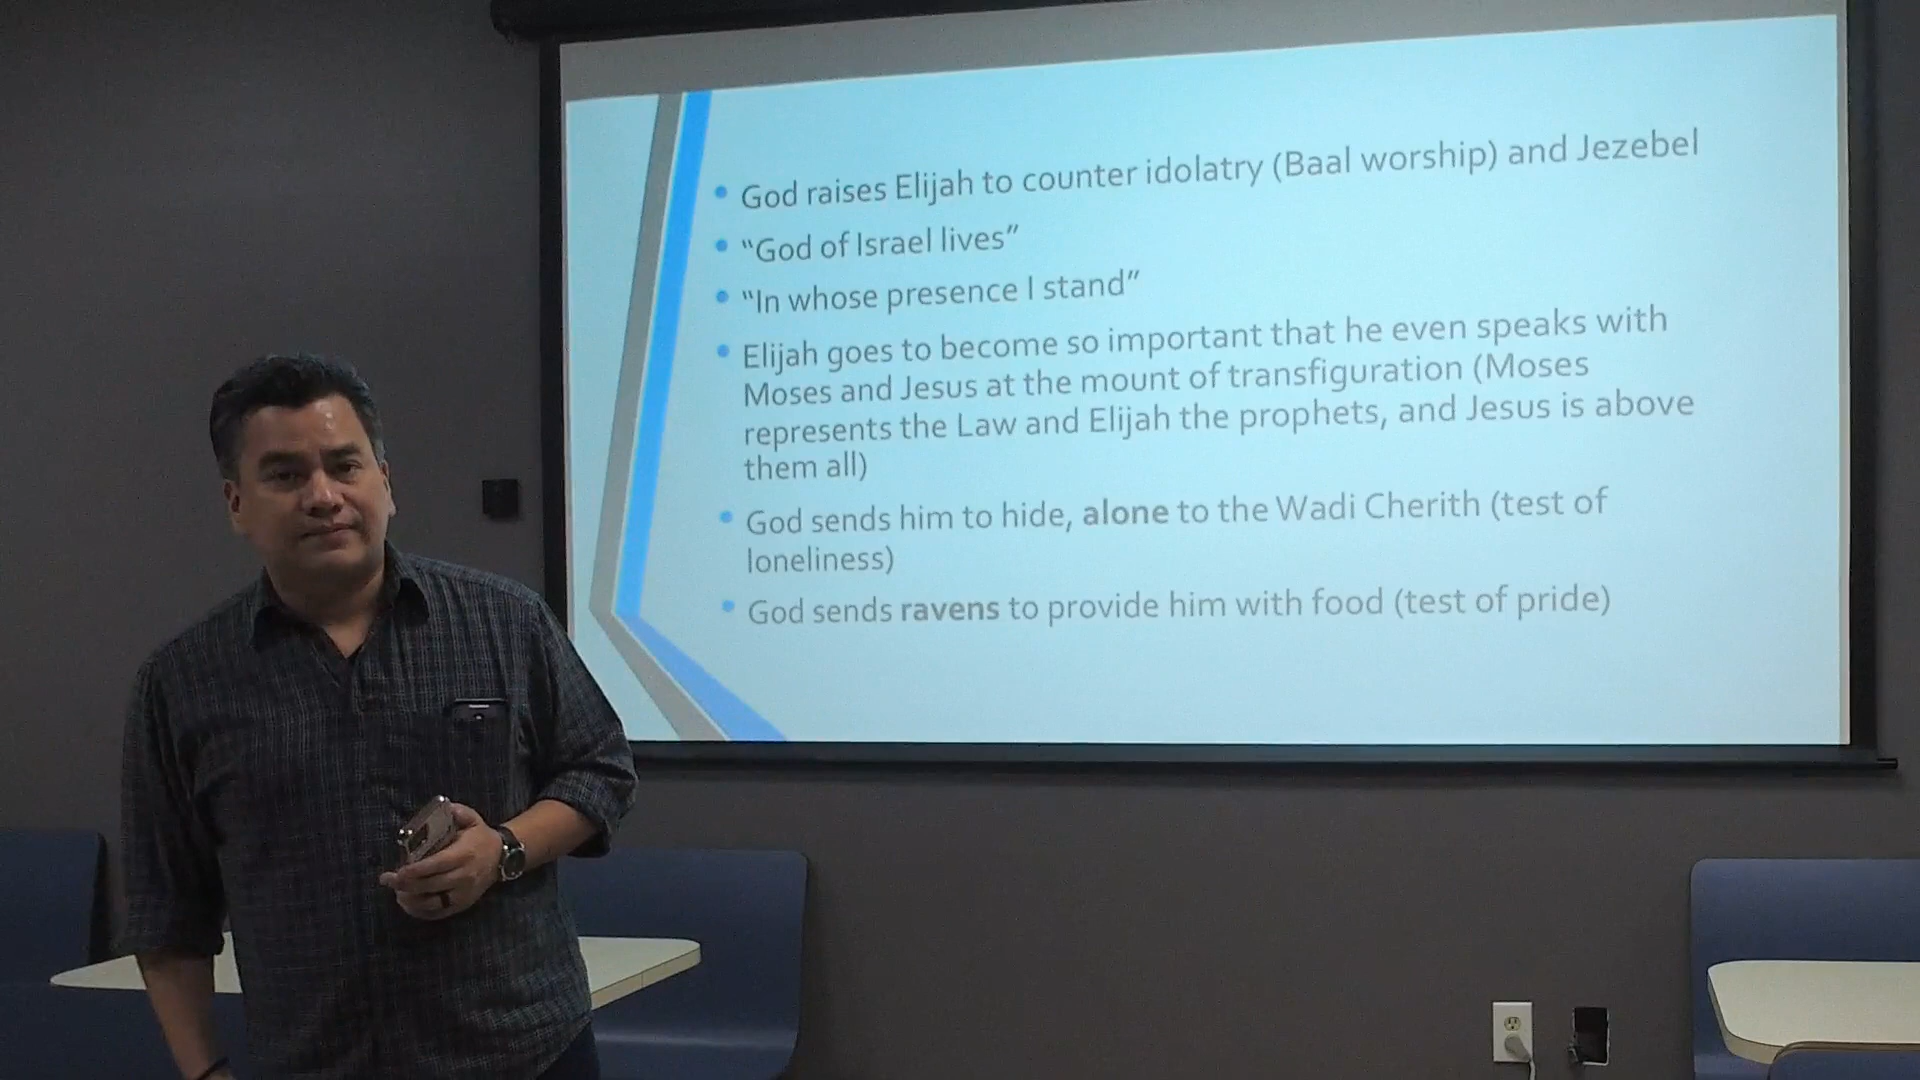 • God raises Elijah to counter idolatry (Baal worship) and Jezebel
• “God of Israel lives”
• “In whose presence I stand”
• Elijah goes to become so important that he even speaks with
Moses and Jesus at the mount of transfiguration (Moses
represents the Law and Elijah the prophets, and Jesus is above
them all)
• God sends him to hide, alone to the Wadi Cherith (test of
loneliness)
• God sends ravens to provide him with food (test of pride)